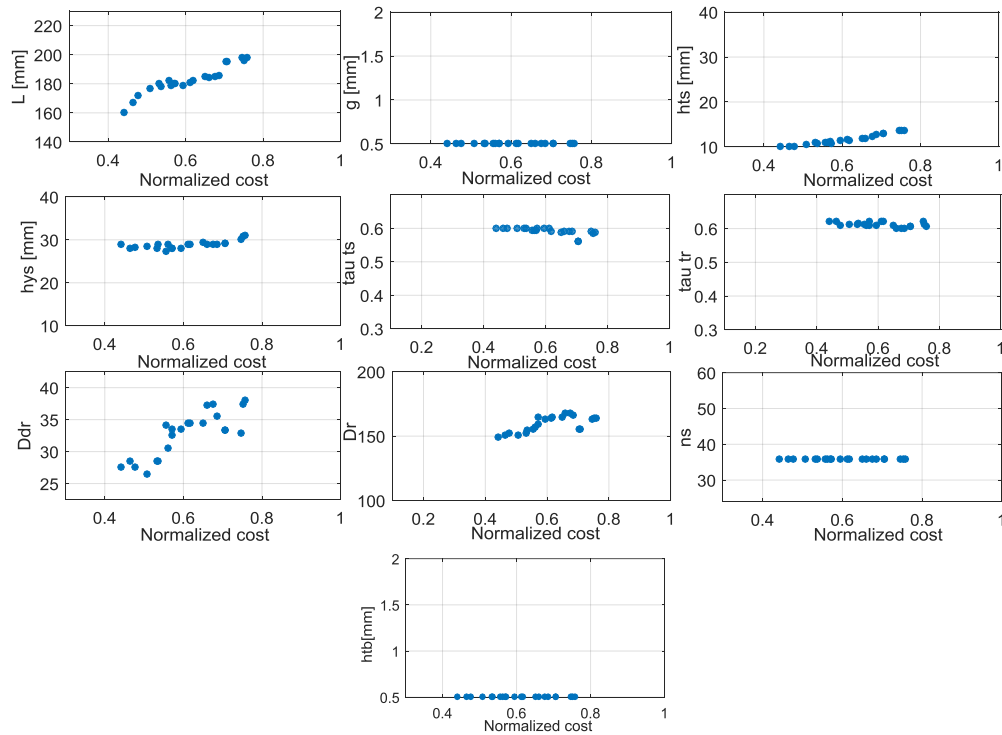 L [mm]
220
200
180
160
140
0.4 0.6 0.8 1
Normalized cost
g [mm]
2
1.5
1
0.5
0.4 0.6 0.8 1
Normalized cost
hts [mm]
40
30
20
10
0.4 0.6 0.8 1
Normalized cost
hys [mm]
40
30
20
10
0.4 0.6 0.8 1
Normalized cost
tau ts
0.6
0.5
0.4
0.3
0.2 0.4 0.6 0.8 1
Normalized cost
tau tr
0.6
0.5
0.4
0.3
0.2 0.4 0.6 0.8 1
Normalized cost
Ddr
40
35
30
25
0.4 0.6 0.8 1
Normalized cost
Dr
200
150
100
0.2 0.4 0.6 0.8 1
Normalized cost
ns
60
50
40
30
0.4 0.6 0.8 1
Normalized cost
htb[mm]
2
1.5
1
0.5
0.4 0.6 0.8 1
Normalized cost